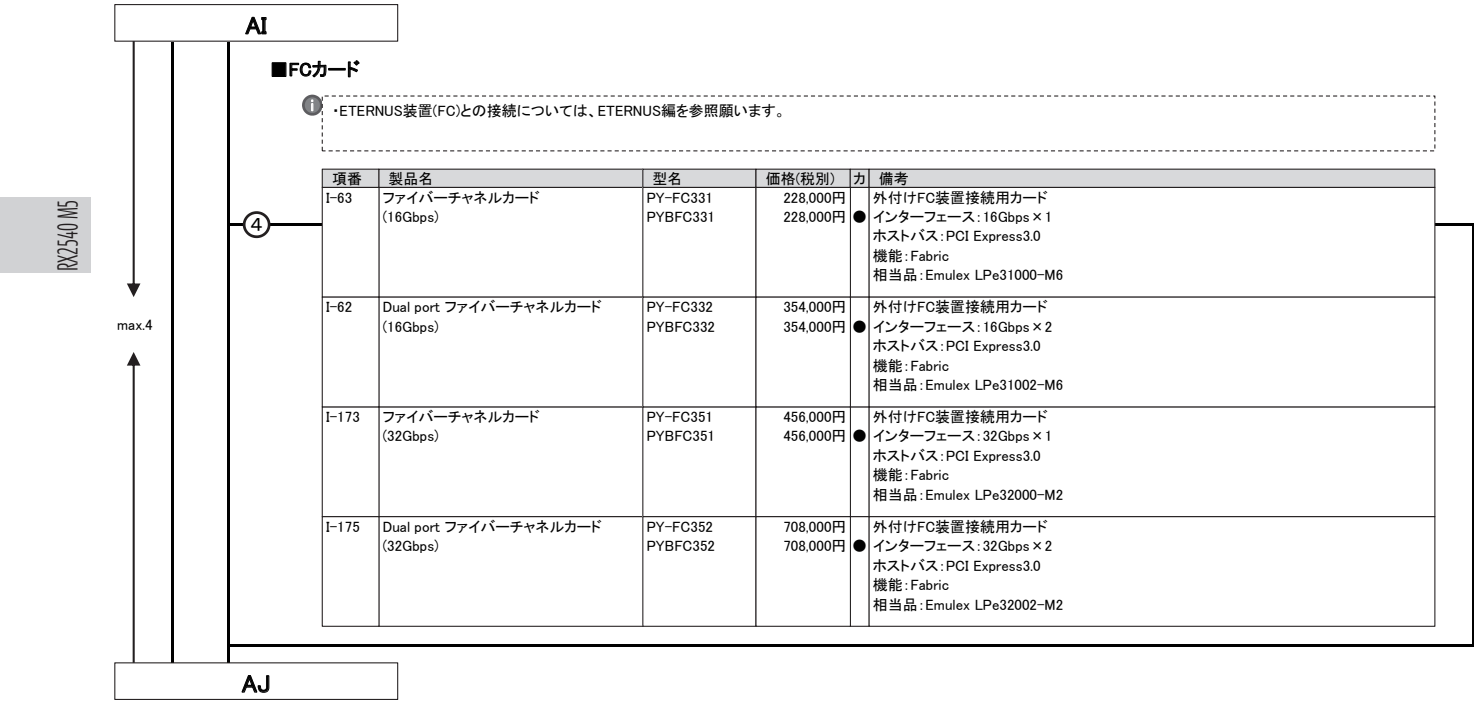 AI
■FCカード
i
・ETERNUS装置(FC)との接続については、ETERNUS編を参照願います。
項番 製品名 型名 価格(税別) カ 備考
I-63 ファイバーチャネルカード PY-FC331 228,000円 外付けFC装置接続用カード
(16Gbps) PYBFC331 228,000円 ● インターフェース:16Gbps×1
ホストバス:PCI Express3.0
機能:Fabric
相当品:Emulex LPe31000-M6
I-62 Dual port ファイバーチャネルカード PY-FC332 354,000円 外付けFC装置接続用カード
(16Gbps) PYBFC332 354,000円 ● インターフェース:16Gbps×2
ホストバス:PCI Express3.0
機能:Fabric
相当品:Emulex LPe31002-M6
I-173 ファイバーチャネルカード PY-FC351 456,000円 外付けFC装置接続用カード
(32Gbps) PYBFC351 456,000円 ● インターフェース:32Gbps×1
ホストバス:PCI Express3.0
機能:Fabric
相当品:Emulex LPe32000-M2
I-175 Dual port ファイバーチャネルカード PY-FC352 708,000円 外付けFC装置接続用カード
(32Gbps) PYBFC352 708,000円 ● インターフェース:32Gbps×2
ホストバス:PCI Express3.0
機能:Fabric
相当品:Emulex LPe32002-M2
④
max.4
RX2540 M5
AJ